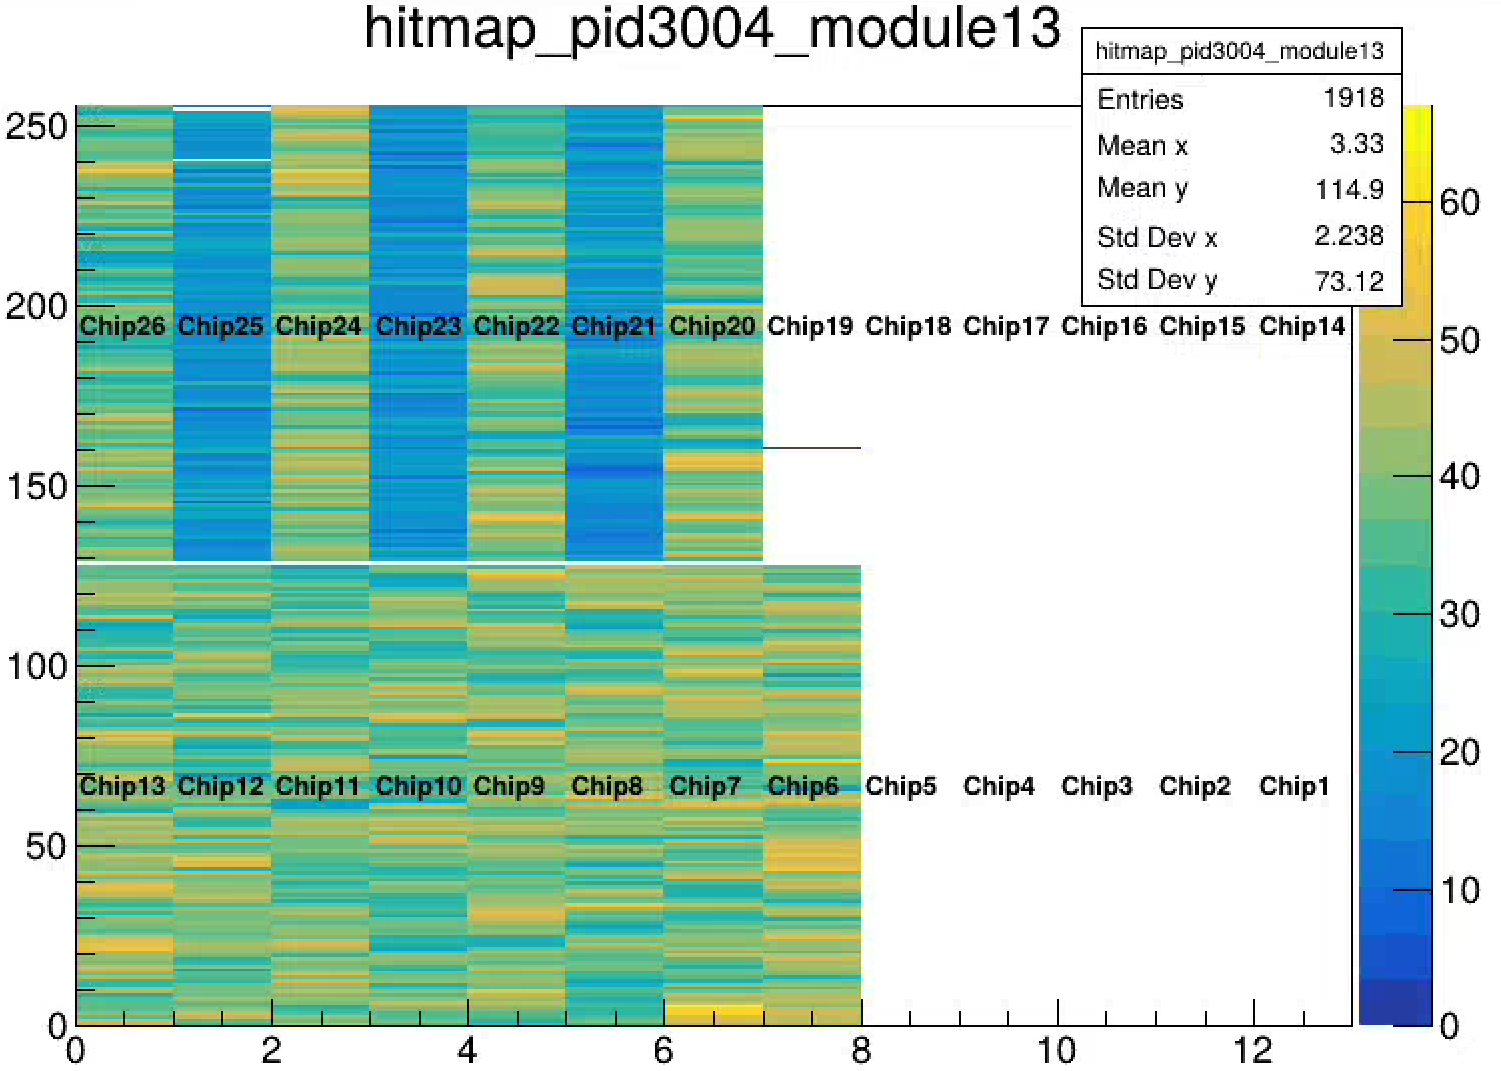 hitmap_pid3004_module13
hitmap_pid3004_module13
Entries 1918
Mean x 3.33
Mean y 114.9
Std Dev x 2.238
Std Dev y 73.12
250
200
150
100
50
0
Chip26 Chip25 Chip24 Chip23 Chip22 Chip21 Chip20 Chip19 Chip18 Chip17 Chip16 Chip15 Chip14
Chip13 Chip12 Chip11 Chip10 Chip9 Chip8 Chip7 Chip6 Chip5 Chip4 Chip3 Chip2 Chip1
0 2 4 6 8 10 12
60
50
40
30
20
10
0